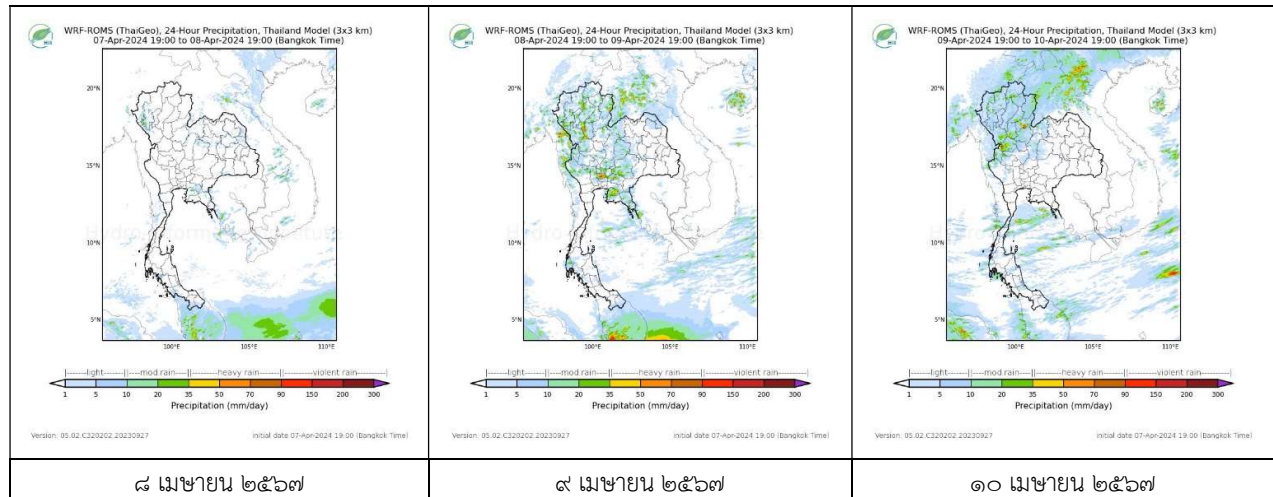 WRF-ROMS (ThaiGeo), 24-Hour Precipitation, Thailand Model (3x3 km)
07-Apr-2024 19:00 to 08-Apr-2024 19:00 (Bangkok Time)
20°N
15°N
10°N
5°N
100°E 105°E 110°E
|---------light--------||----mod rain----||---------heavy rain---------||-----------violent rain-----------|
1 5 10 20 35 50 70 90 150 200 300
Precipitation (mm/day)
Version: 05.02.C320202.20230927 initial date 07-Apr-2024 19:00 (Bangkok Time)
๘ เมษายน ๒๕๖๗
WRF-ROMS (ThaiGeo), 24-Hour Precipitation, Thailand Model (3x3 km)
08-Apr-2024 19:00 to 09-Apr-2024 19:00 (Bangkok Time)
20°N
15°N
10°N
5°N
100°E 105°E 110°E
|---------light--------||----mod rain----||---------heavy rain---------||-----------violent rain-----------|
1 5 10 20 35 50 70 90 150 200 300
Precipitation (mm/day)
Version: 05.02.C320202.20230927 initial date 07-Apr-2024 19:00 (Bangkok Time)
๙ เมษายน ๒๕๖๗
WRF-ROMS (ThaiGeo), 24-Hour Precipitation, Thailand Model (3x3 km)
09-Apr-2024 19:00 to 10-Apr-2024 19:00 (Bangkok Time)
20°N
15°N
10°N
5°N
100°E 105°E 110°E
|---------light--------||----mod rain----||---------heavy rain---------||-----------violent rain-----------|
1 5 10 20 35 50 70 90 150 200 300
Precipitation (mm/day)
Version: 05.02.C320202.20230927 initial date 07-Apr-2024 19:00 (Bangkok Time)
๑๐ เมษายน ๒๕๖๗